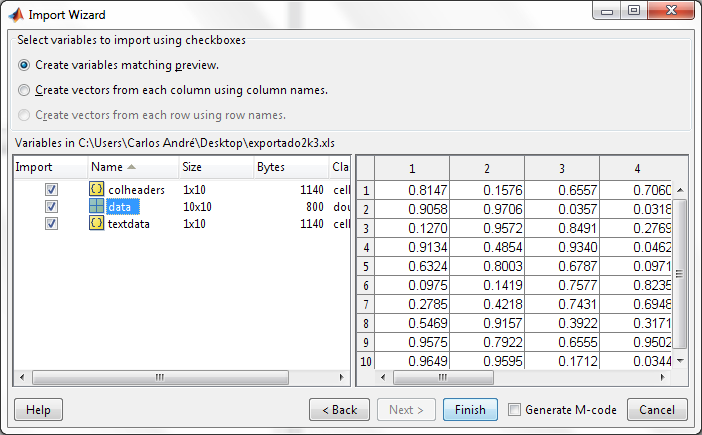 Import Wizard
Select variables to import using checkboxes
Create variables matching preview.
Create vectors from each column using column names.
Create vectors from each row using row names.
Variables in C:\Users\Carlos André\Desktop\exportado2k3.xls
Import Name Size Bytes Cla
colheaders 1x10 1140 cell
data 10x10 800 dou
textdata 1x10 1140 cell
1 2 3 4
1 0.8147 0.1576 0.6557 0.7060
2 0.9058 0.9706 0.0357 0.0318
3 0.1270 0.9572 0.8491 0.2769
4 0.9134 0.4854 0.9340 0.0462
5 0.6324 0.8003 0.6787 0.0971
6 0.0975 0.1419 0.7577 0.8235
7 0.2785 0.4218 0.7431 0.6948
8 0.5469 0.9157 0.3922 0.3171
9 0.9575 0.7922 0.6555 0.9502
10 0.9649 0.9595 0.1712 0.0344
Help < Back Next > Finish Generate M-code Cancel